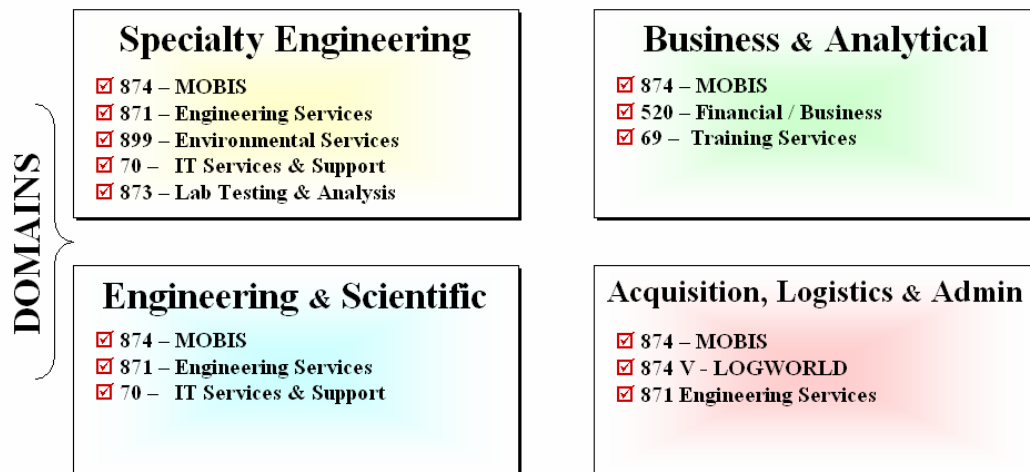 DOMAINS
Specialty Engineering
874 – MOBIS
871 – Engineering Services
899 – Environmental Services
70 – IT Services & Support
873 – Lab Testing & Analysis
Business & Analytical
874 – MOBIS
520 – Financial / Business
69 – Training Services
Engineering & Scientific
874 – MOBIS
871 – Engineering Services
70 – IT Services & Support
Acquisition, Logistics & Admin
874 – MOBIS
874 V - LOGWORLD
871 Engineering Services